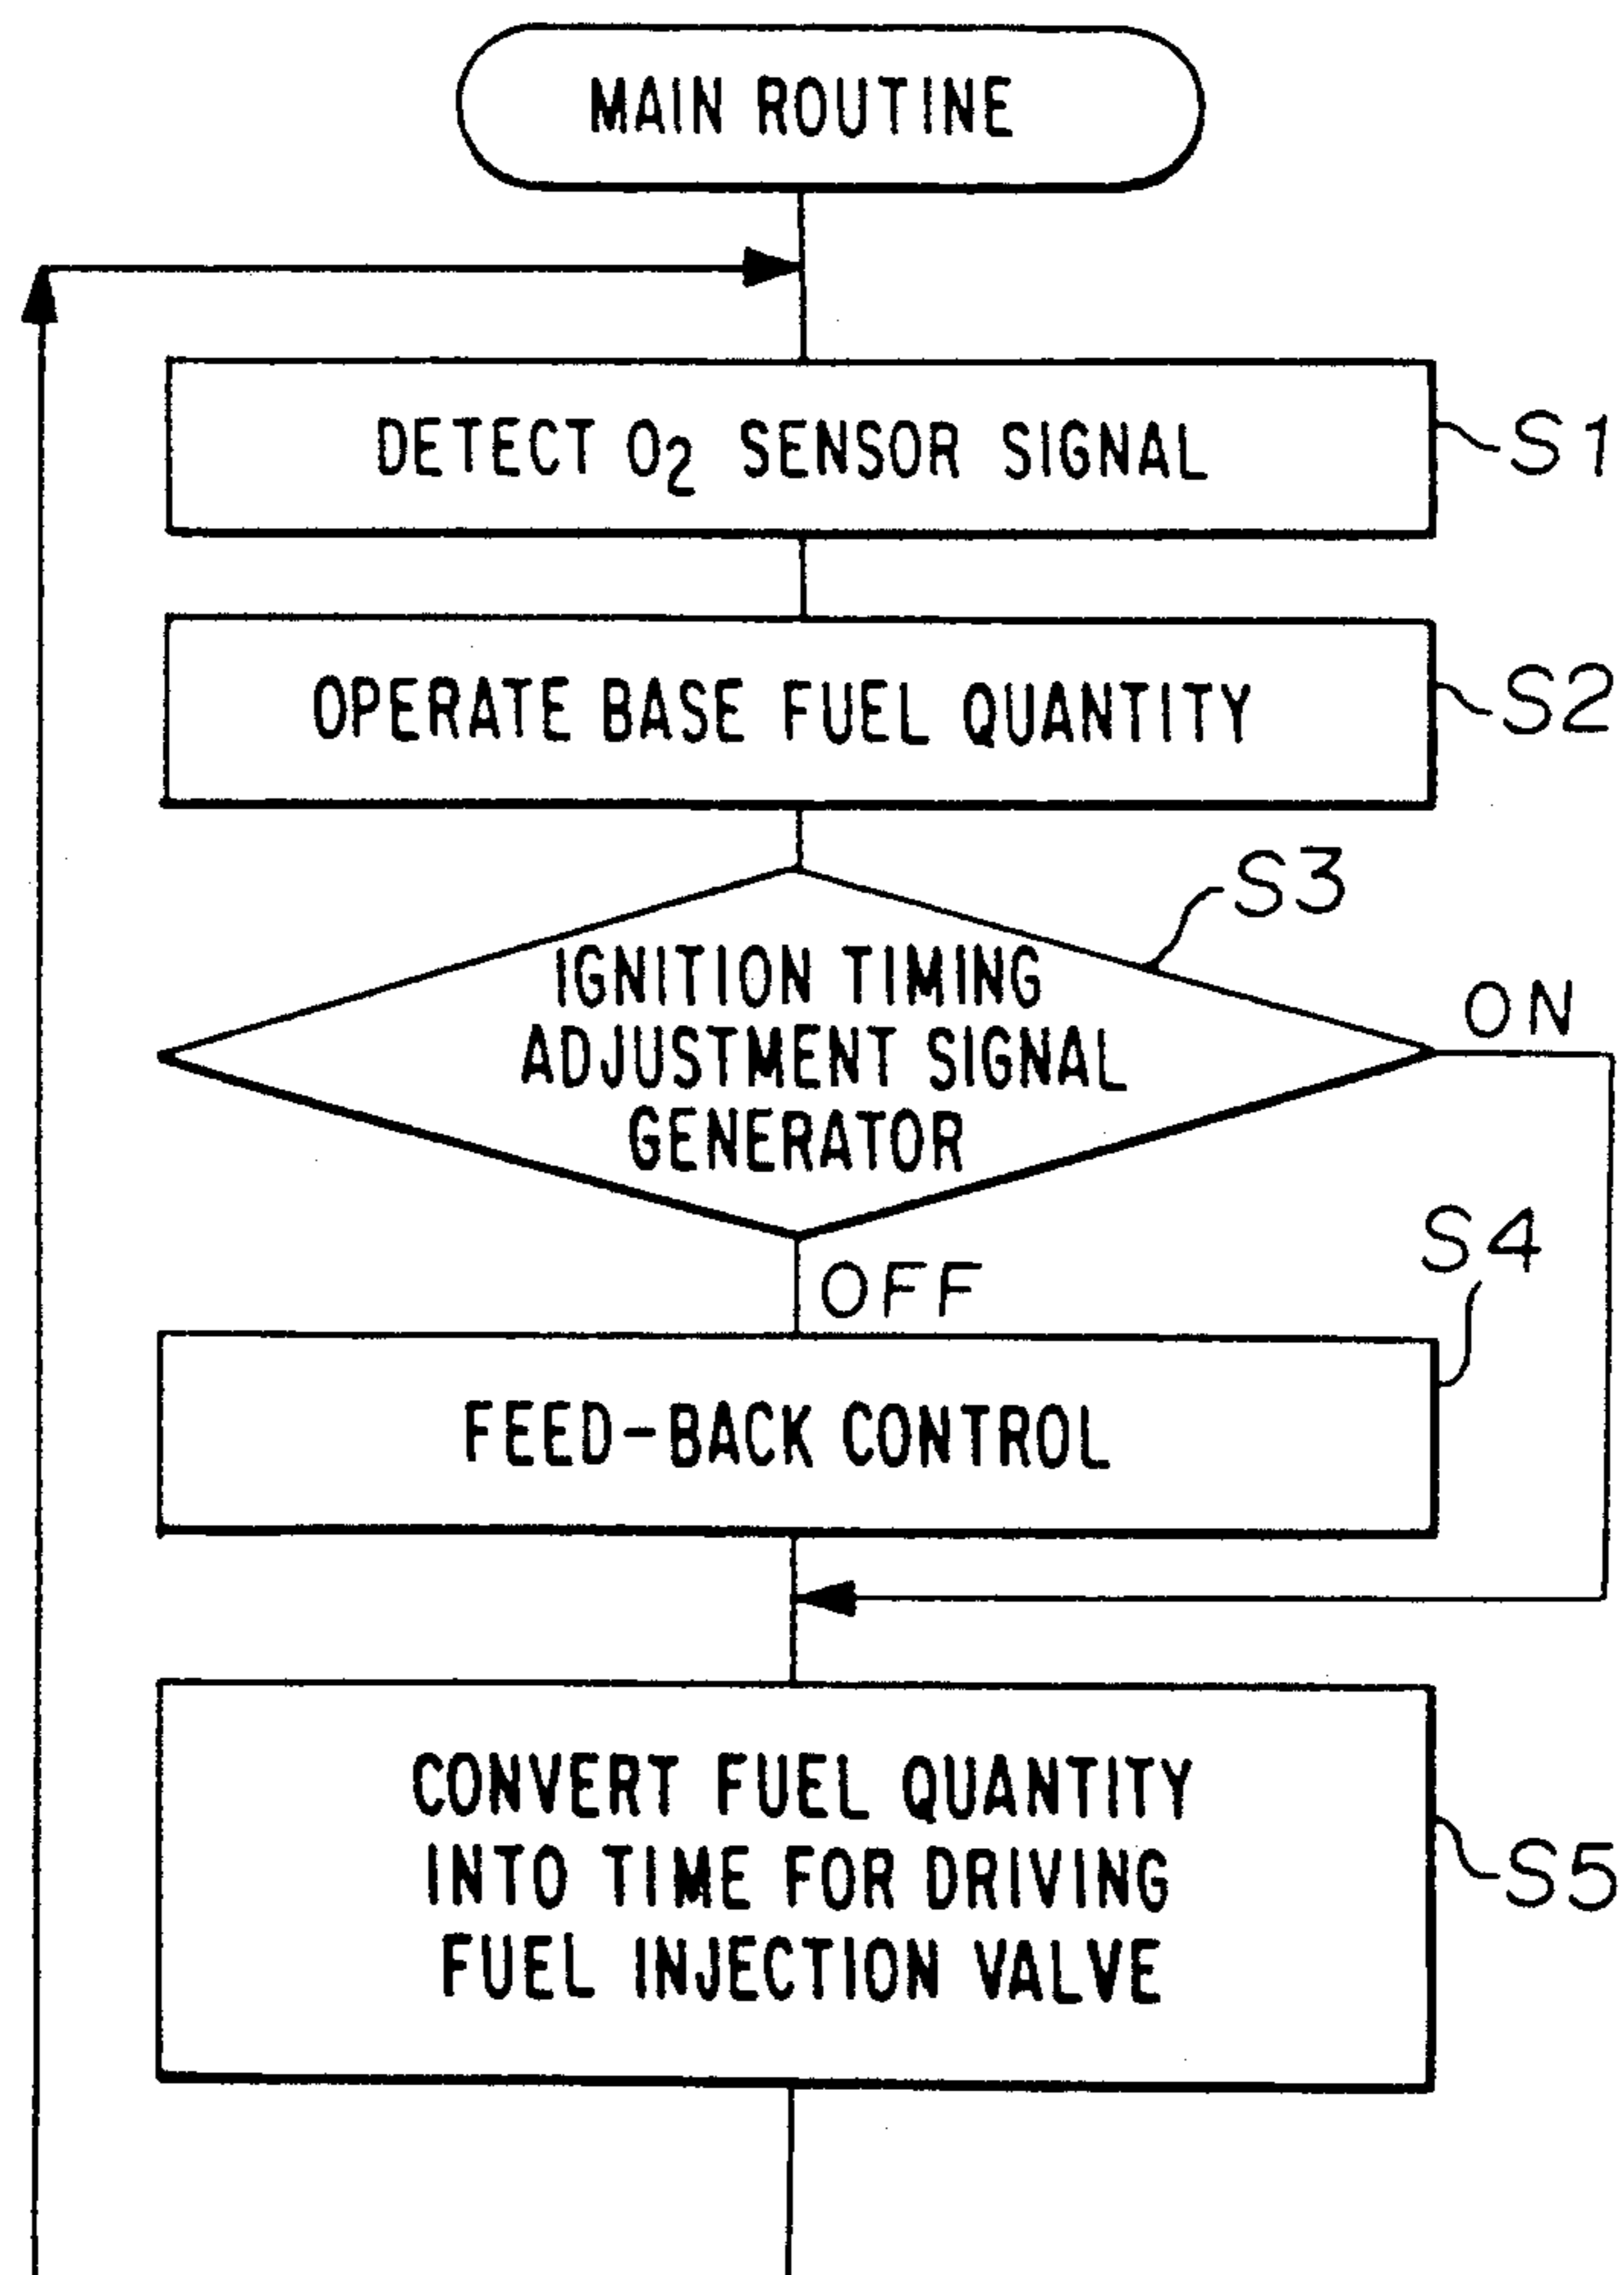 MAIN ROUTINE
DETECT O₂ SENSOR SIGNAL
S1
OPERATE BASE FUEL QUANTITY
S2
S3
IGNITION TIMING
ADJUSTMENT SIGNAL
GENERATOR
ON
OFF
S4
FEED-BACK CONTROL
CONVERT FUEL QUANTITY
INTO TIME FOR DRIVING
FUEL INJECTION VALVE
S5